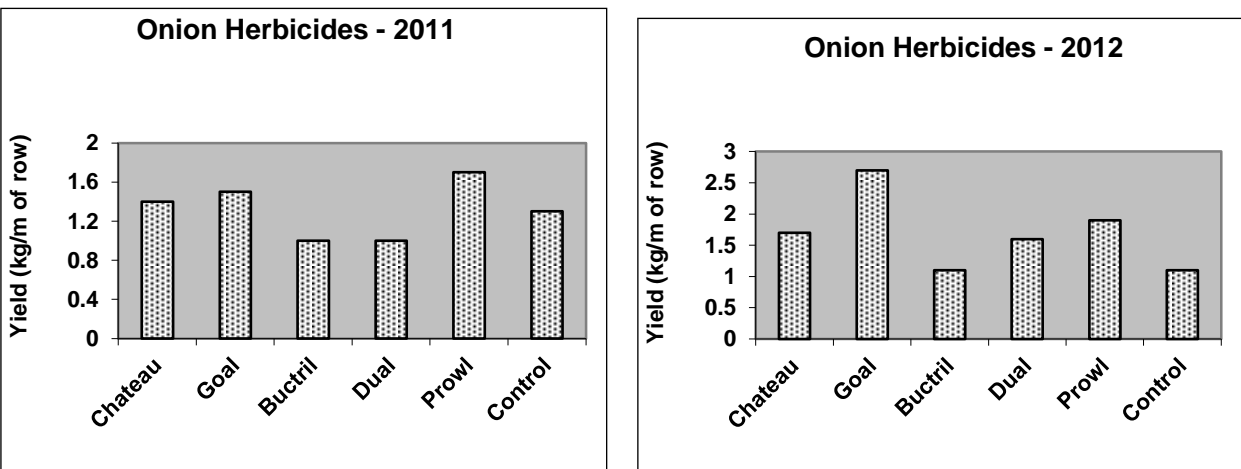 Onion Herbicides - 2011
Yield (kg/m of row)
2
1.6
1.2
0.8
0.4
0
Chateau
Goal
Buctril
Dual
Prowl
Control
Onion Herbicides - 2012
Yield (kg/m of row)
3
2.5
2
1.5
1
0.5
0
Chateau
Goal
Buctril
Dual
Prowl
Control